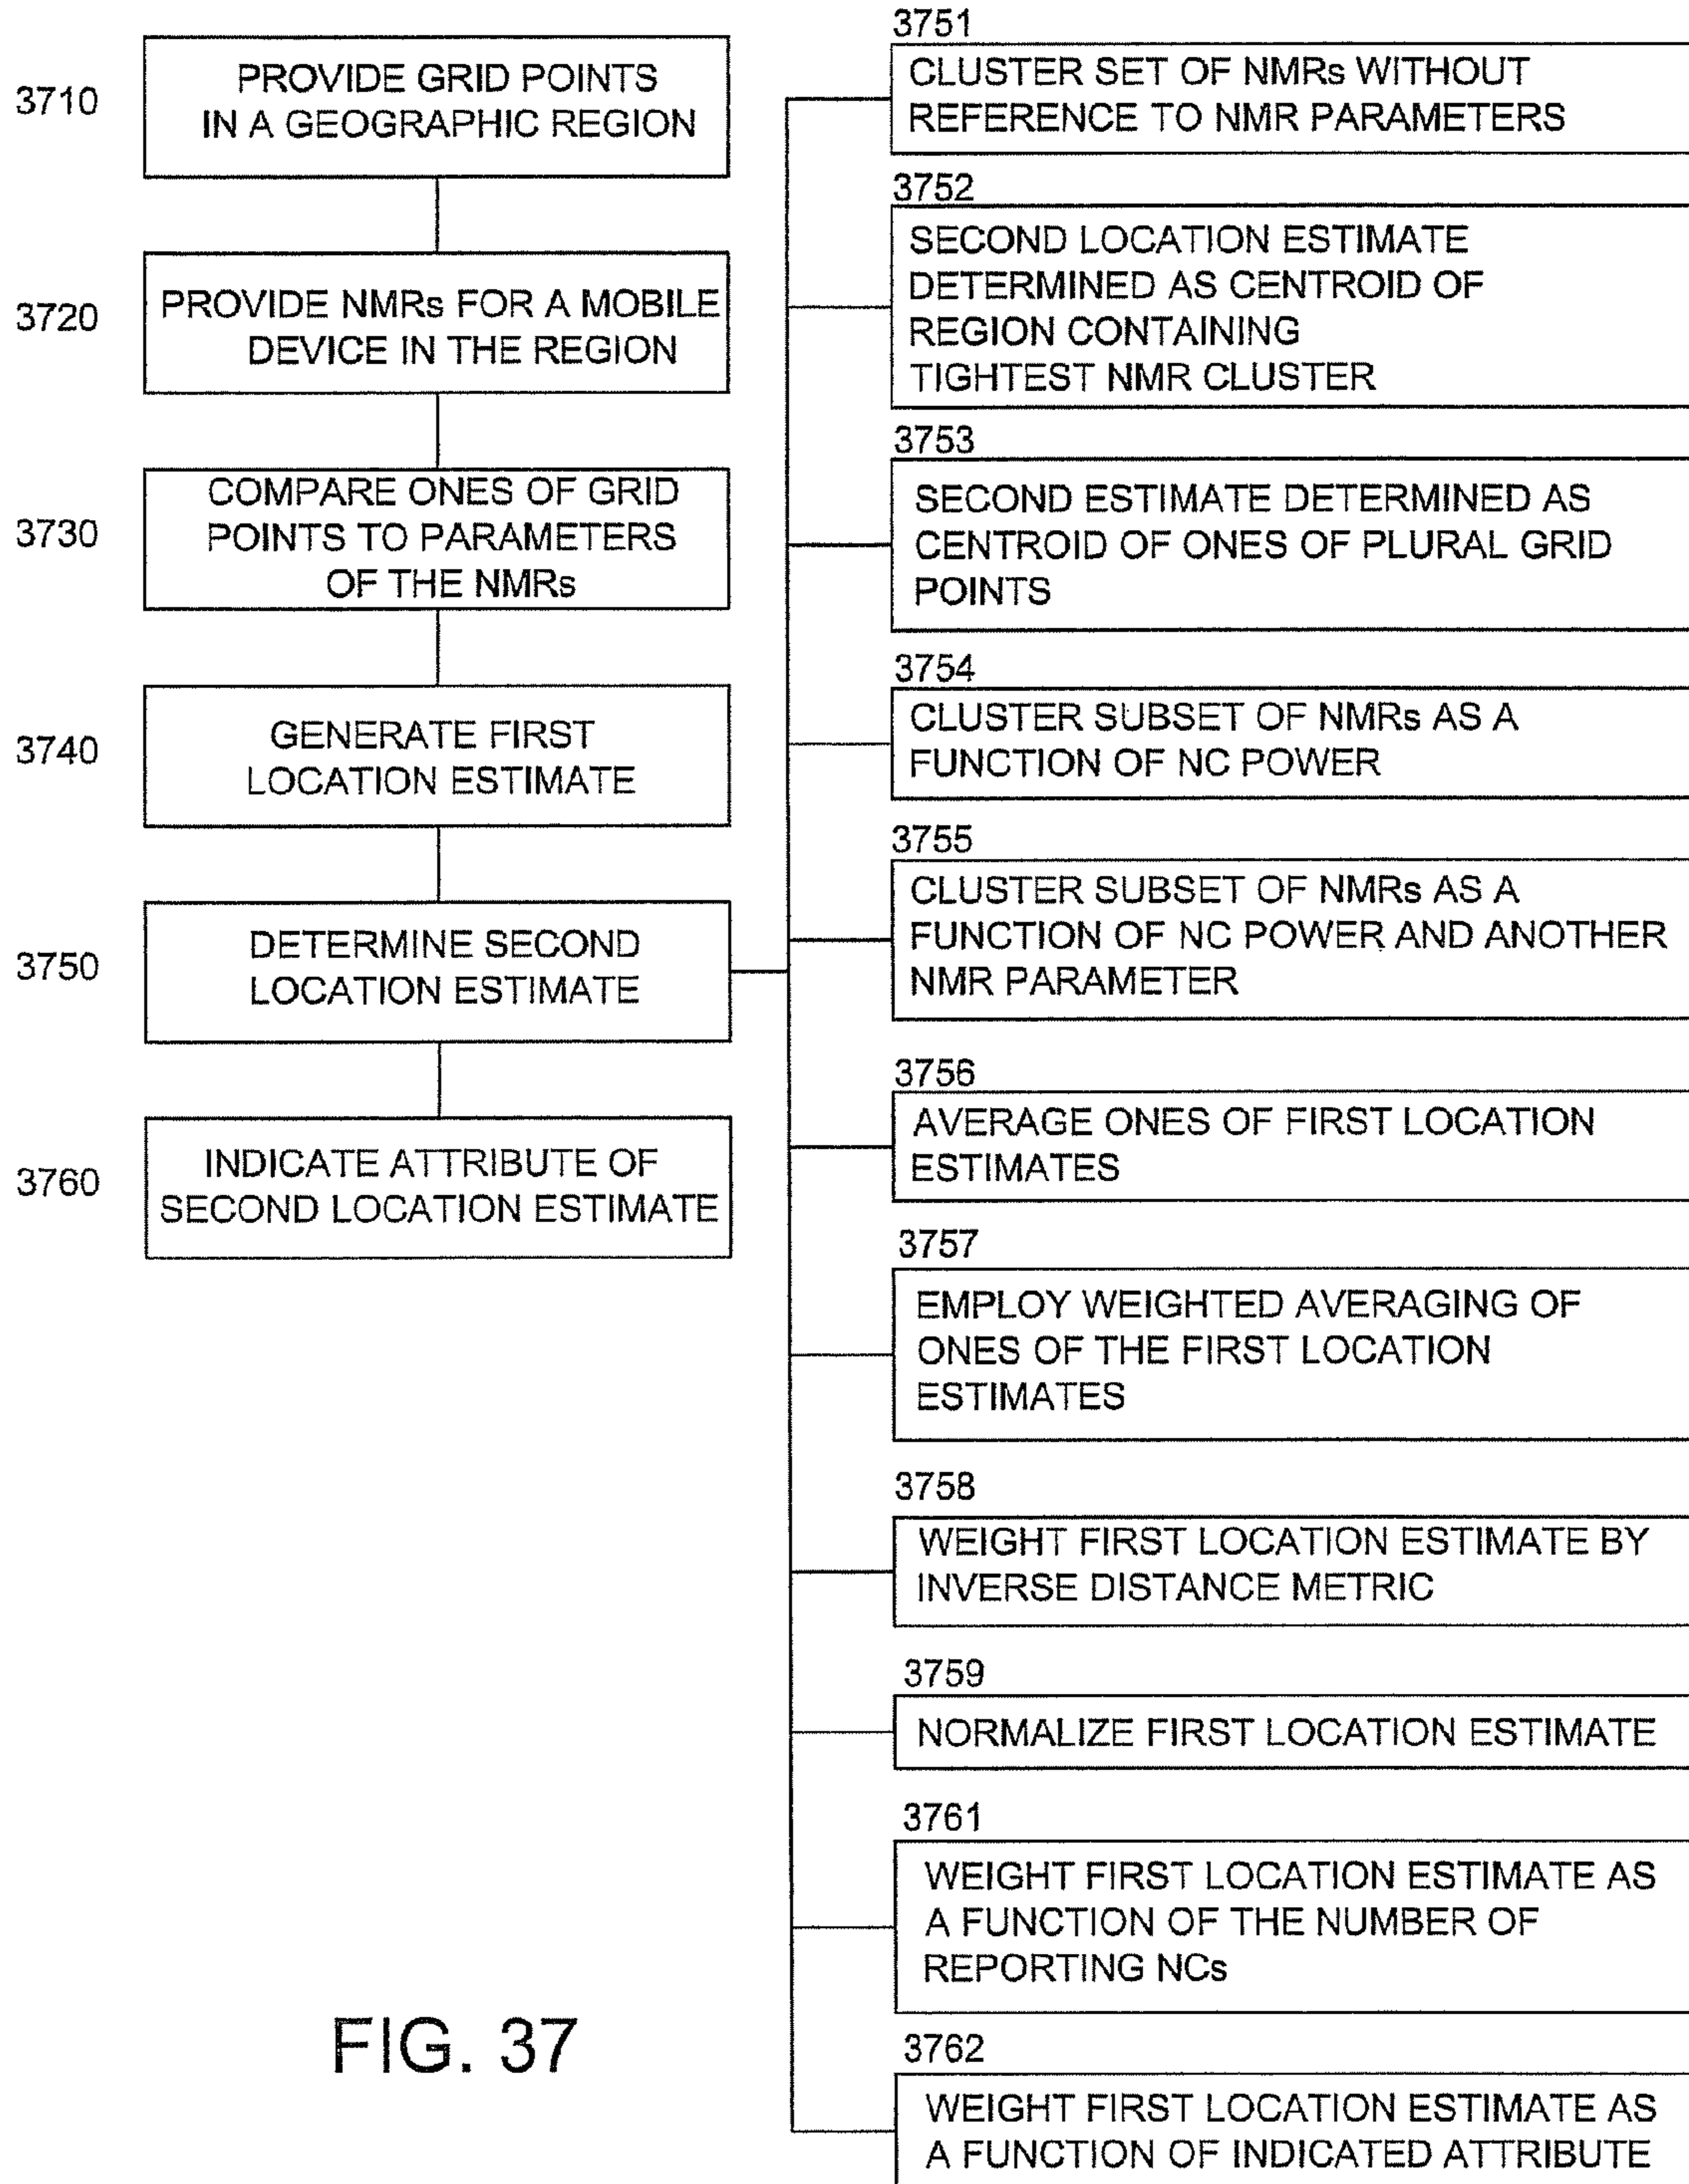 3710
PROVIDE GRID POINTS
IN A GEOGRAPHIC REGION
3720
PROVIDE NMRs FOR A MOBILE
DEVICE IN THE REGION
3730
COMPARE ONES OF GRID
POINTS TO PARAMETERS
OF THE NMRs
3740
GENERATE FIRST
LOCATION ESTIMATE
3750
DETERMINE SECOND
LOCATION ESTIMATE
3760
INDICATE ATTRIBUTE OF
SECOND LOCATION ESTIMATE
3751
CLUSTER SET OF NMRs WITHOUT
REFERENCE TO NMR PARAMETERS
3752
SECOND LOCATION ESTIMATE
DETERMINED AS CENTROID OF
REGION CONTAINING
TIGHTEST NMR CLUSTER
3753
SECOND ESTIMATE DETERMINED AS
CENTROID OF ONES OF PLURAL GRID
POINTS
3754
CLUSTER SUBSET OF NMRs AS A
FUNCTION OF NC POWER
3755
CLUSTER SUBSET OF NMRs AS A
FUNCTION OF NC POWER AND ANOTHER
NMR PARAMETER
3756
AVERAGE ONES OF FIRST LOCATION
ESTIMATES
3757
EMPLOY WEIGHTED AVERAGING OF
ONES OF THE FIRST LOCATION
ESTIMATES
3758
WEIGHT FIRST LOCATION ESTIMATE BY
INVERSE DISTANCE METRIC
3759
NORMALIZE FIRST LOCATION ESTIMATE
3761
WEIGHT FIRST LOCATION ESTIMATE AS
A FUNCTION OF THE NUMBER OF
REPORTING NCs
3762
WEIGHT FIRST LOCATION ESTIMATE AS
A FUNCTION OF INDICATED ATTRIBUTE
FIG. 37